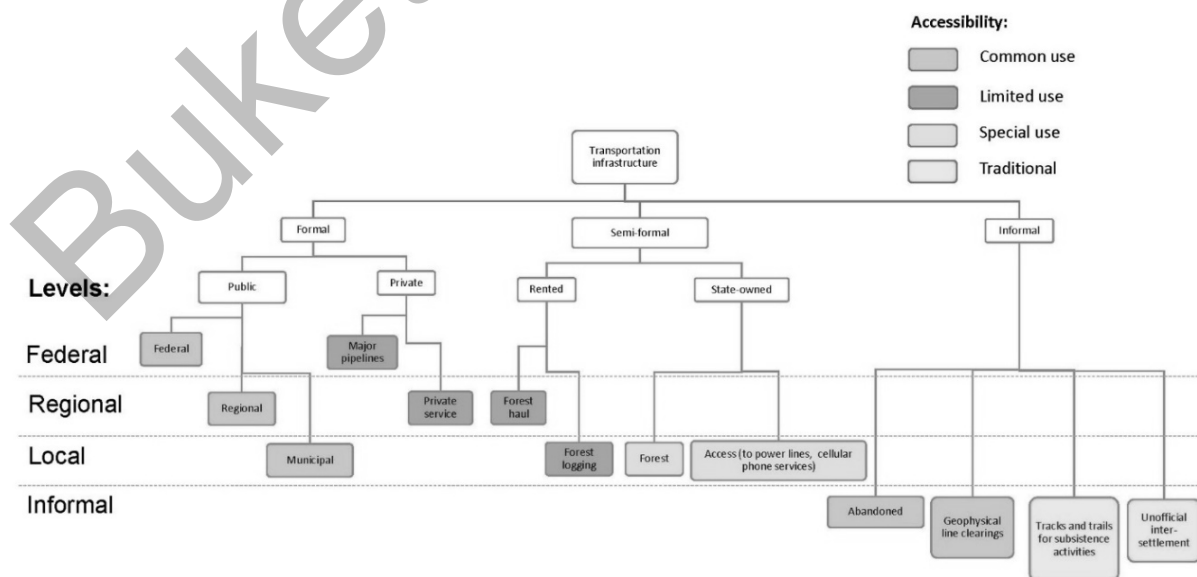 Buke
Accessibility:
Common use
Limited use
Special use
Traditional
Transportation
infrastructure
Formal
Semi-formal
Informal
Levels:
Public
Private
Rented
State-owned
Federal
Federal
Major
pipelines
Regional
Regional
Private
service
Forest
haul
Local
Municipal
Forest
logging
Forest
Access (to power lines, cellular
phone services)
Informal
Abandoned
Geophysical
line clearings
Tracks and trails
for subsistence
activities
Unofficial
inter-
settlement